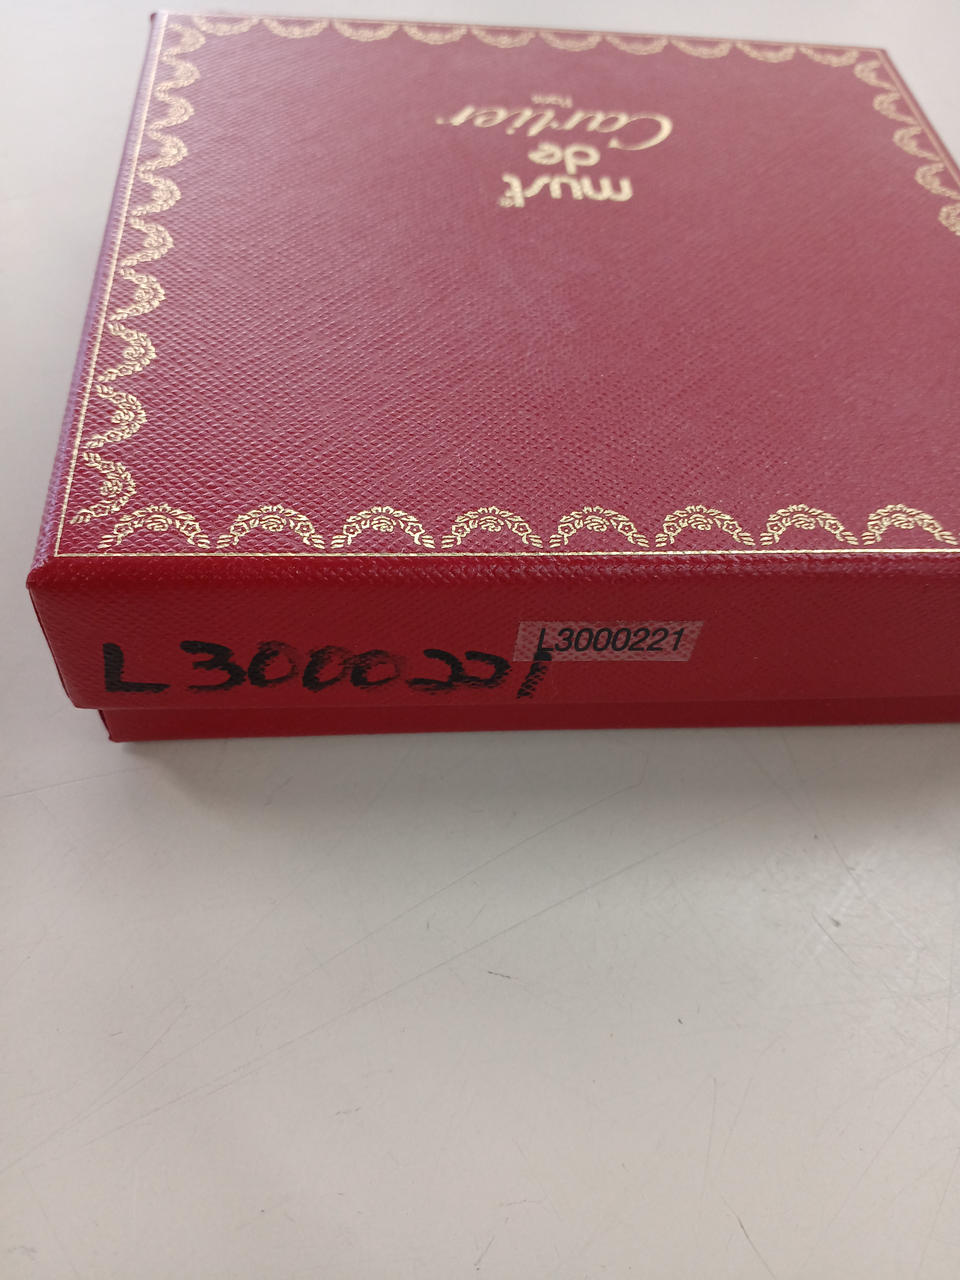 must
de
Cartier
Paris
L3000221
L3000221